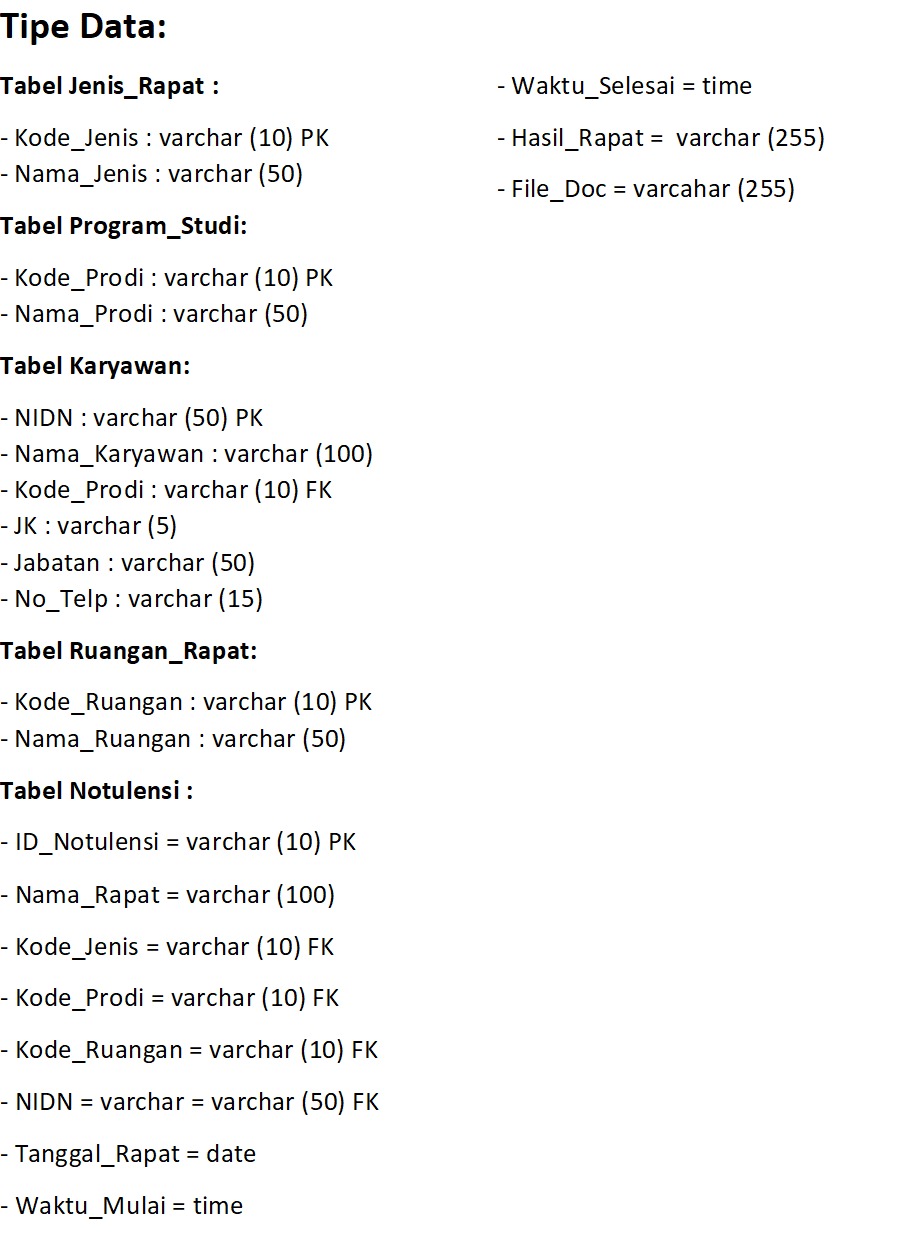 Tipe Data:
Tabel Jenis_Rapat :
- Kode_Jenis : varchar (10) PK
- Nama_Jenis : varchar (50)
Tabel Program_Studi:
- Kode_Prodi : varchar (10) PK
- Nama_Prodi : varchar (50)
Tabel Karyawan:
- NIDN : varchar (50) PK
- Nama_Karyawan : varchar (100)
- Kode_Prodi : varchar (10) FK
- JK : varchar (5)
- Jabatan : varchar (50)
- No_Telp : varchar (15)
Tabel Ruangan_Rapat:
- Kode_Ruangan : varchar (10) PK
- Nama_Ruangan : varchar (50)
Tabel Notulensi :
- ID_Notulensi = varchar (10) PK
- Nama_Rapat = varchar (100)
- Kode_Jenis = varchar (10) FK
- Kode_Prodi = varchar (10) FK
- Kode_Ruangan = varchar (10) FK
- NIDN = varchar = varchar (50) FK
- Tanggal_Rapat = date
- Waktu_Mulai = time
- Waktu_Selesai = time
- Hasil_Rapat =  varchar (255)
- File_Doc = varcahar (255)